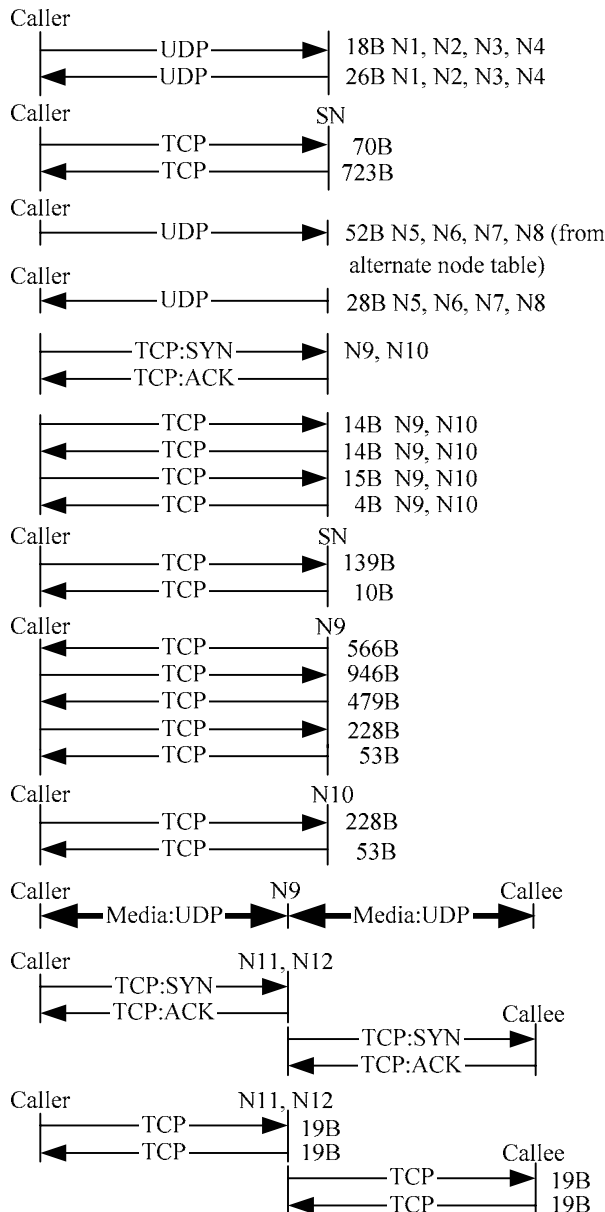 Caller
UDP 18B N1, N2, N3, N4
UDP 26B N1, N2, N3, N4
Caller SN
TCP 70B
TCP 723B
Caller
UDP 52B N5, N6, N7, N8 (from
alternate node table)
Caller
UDP 28B N5, N6, N7, N8
TCP:SYN N9, N10
TCP:ACK
TCP 14B N9, N10
TCP 14B N9, N10
TCP 15B N9, N10
TCP 4B N9, N10
Caller SN
TCP 139B
TCP 10B
Caller N9
TCP 566B
TCP 946B
TCP 479B
TCP 228B
TCP 53B
Caller N10
TCP 228B
TCP 53B
Caller N9 Callee
Media:UDP Media:UDP
Caller N11, N12
TCP:SYN
TCP:ACK Callee
TCP:SYN
TCP:ACK
Caller N11, N12
TCP 19B
TCP 19B Callee
TCP 19B
TCP 19B